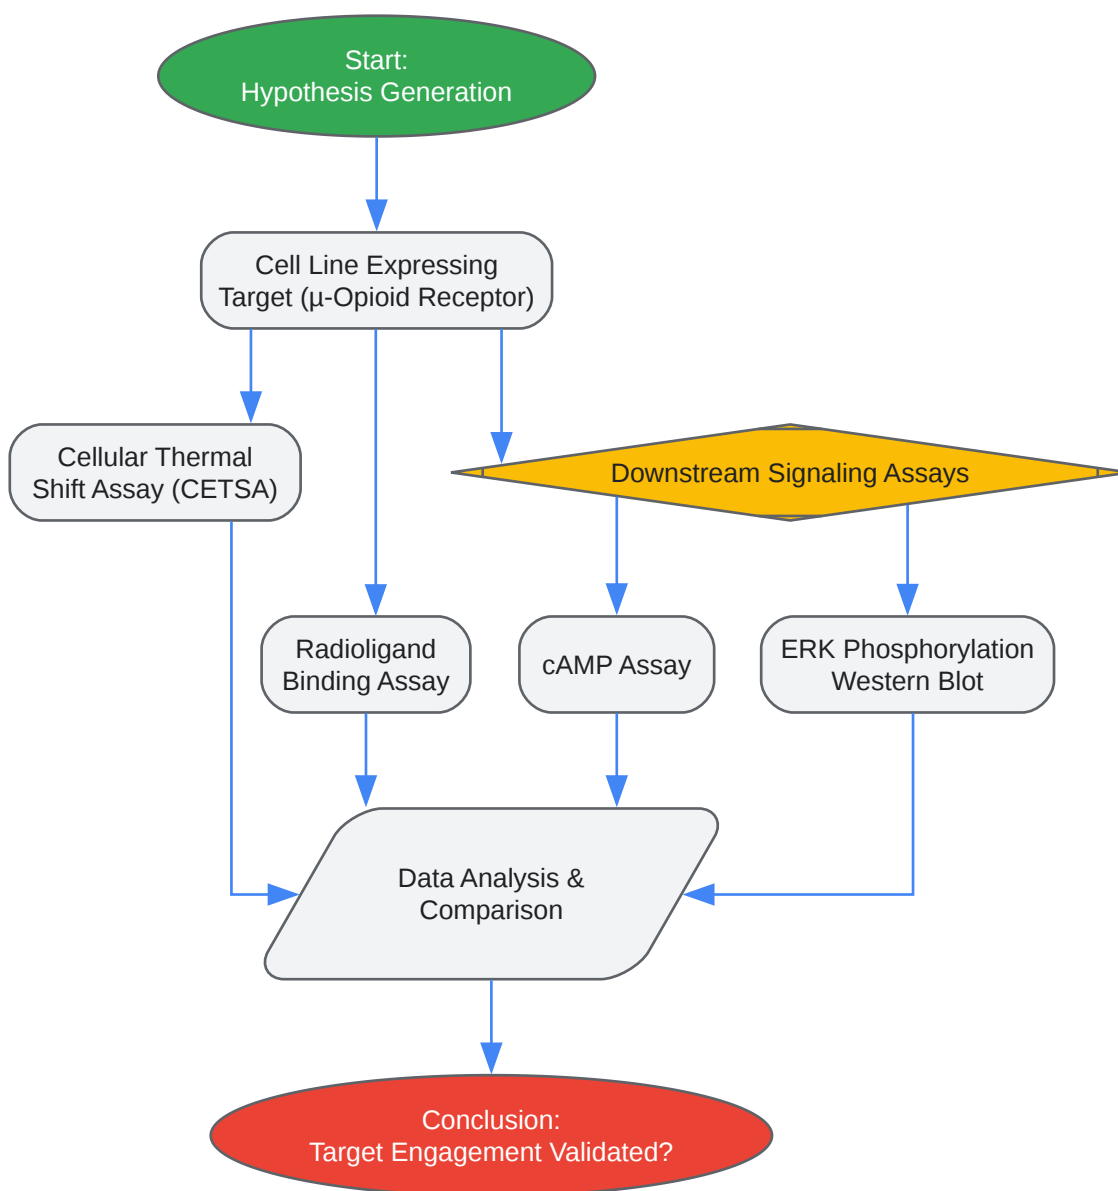 Start:
Hypothesis Generation
Cell Line Expressing
Target (µ-Opioid Receptor)
Cellular Thermal
Shift Assay (CETSA)
Downstream Signaling Assays
Radioligand
Binding Assay
cAMP Assay
ERK Phosphorylation
Western Blot
Data Analysis &
Comparison
Conclusion:
Target Engagement Validated?